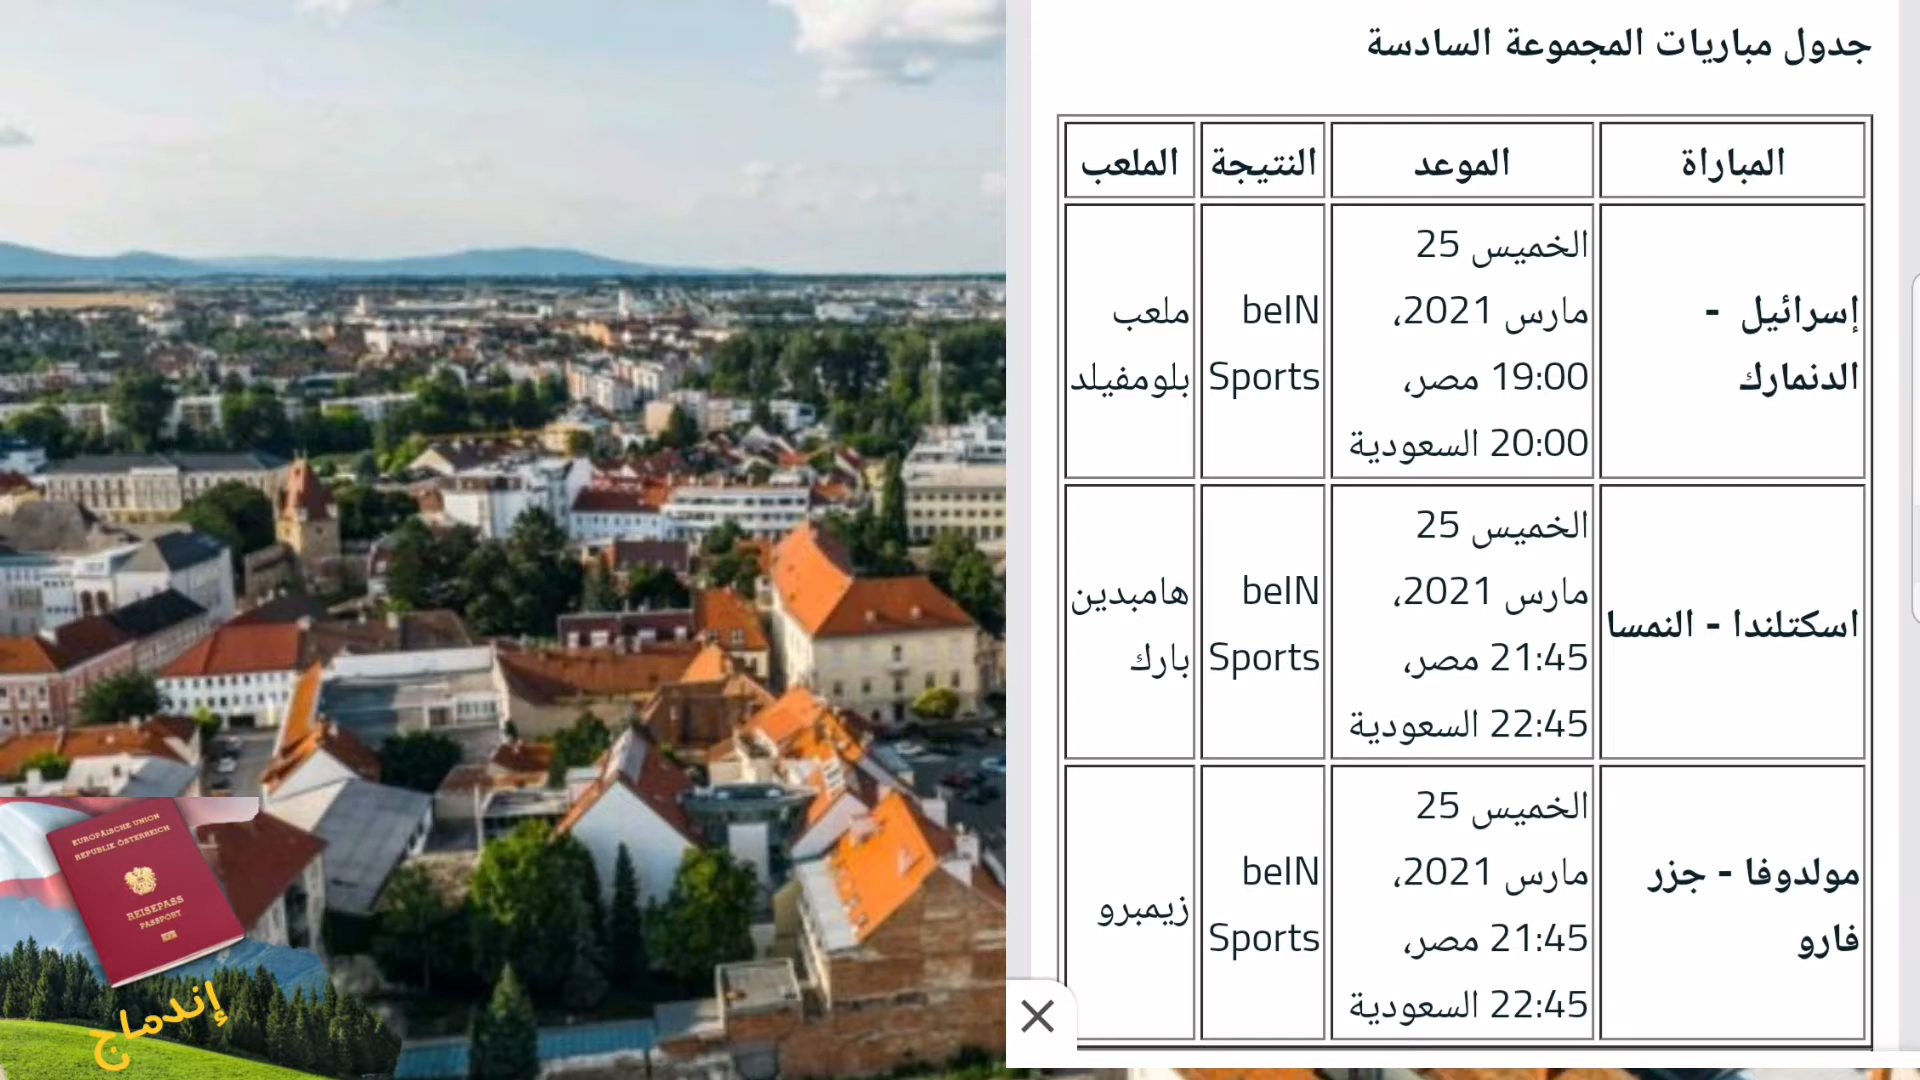 جدول مباريات المجموعة السادسة
المباراة
الموعد
النتيجة
الملعب
إسرائيل -
الدنمارك
الخميس 25
مارس 2021،
19:00 مصر،
20:00 السعودية
beIN
Sports
ملعب
بلومفيلد
اسكتلندا - النمسا
الخميس 25
مارس 2021،
21:45 مصر،
22:45 السعودية
beIN
Sports
هامبدين
بارك
مولدوفا - جزر
فارو
الخميس 25
مارس 2021،
21:45 مصر،
22:45 السعودية
beIN
Sports
زيمبرو
EUROPÄISCHE UNION
REPUBLIK ÖSTERREICH
REISEPASS
PASSPORT
إندماج